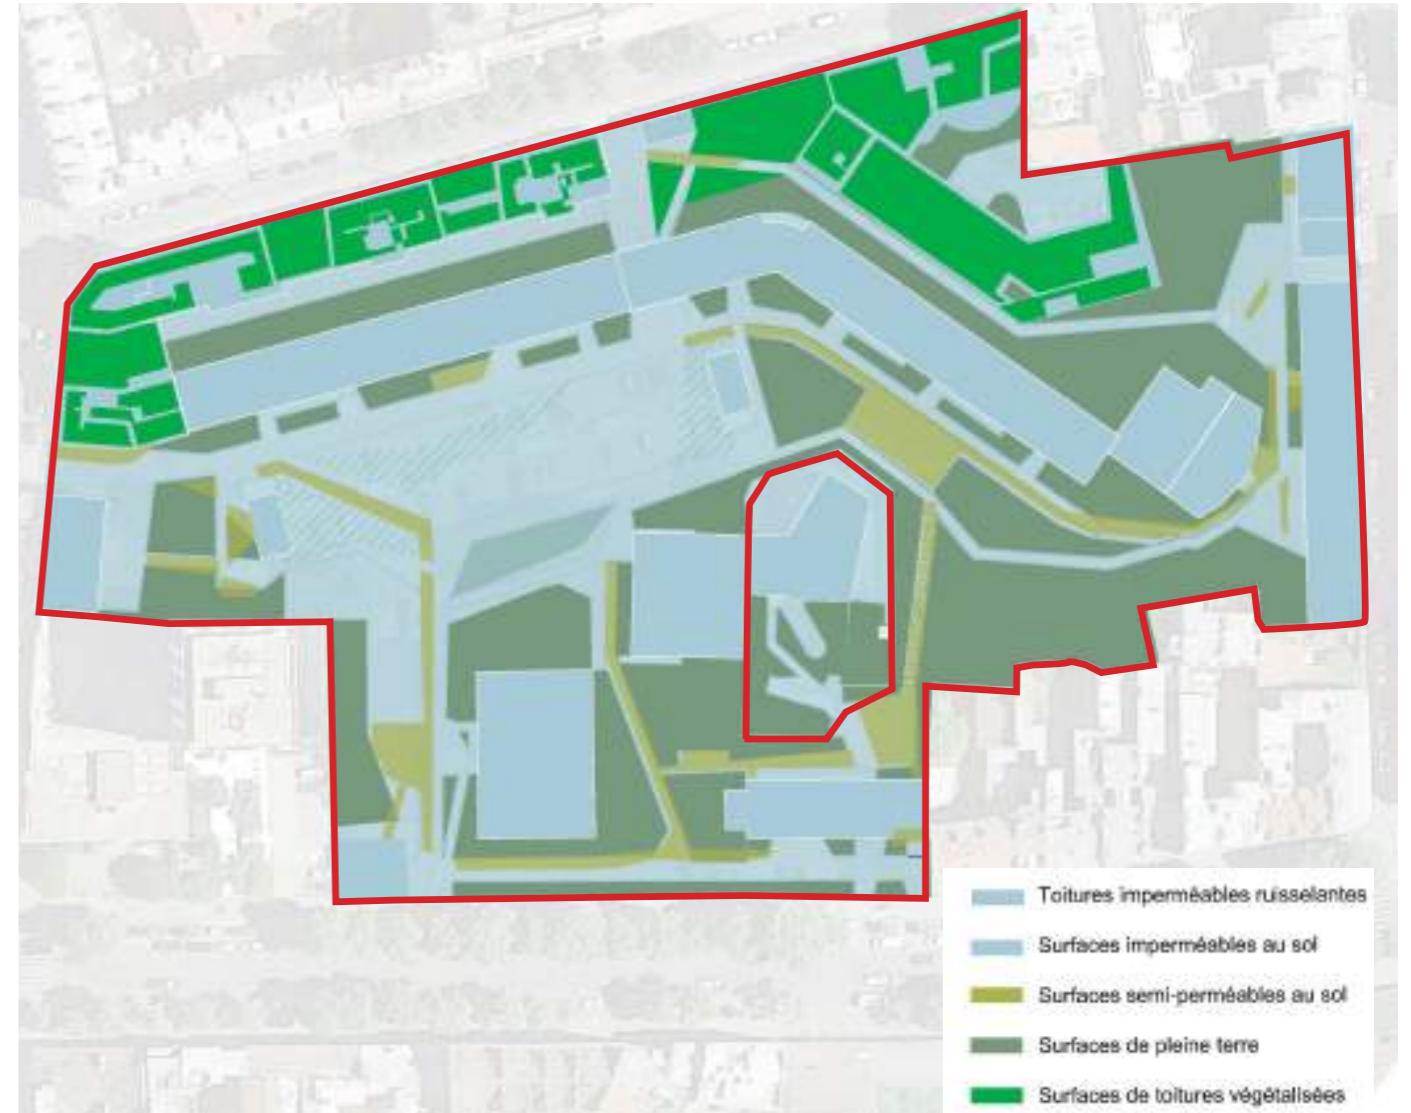 Toitures imperméables ruisselantes
Surfaces imperméables au sol
Surfaces semi-perméables au sol
Surfaces de pleine terre
Surfaces de toitures végétalisées